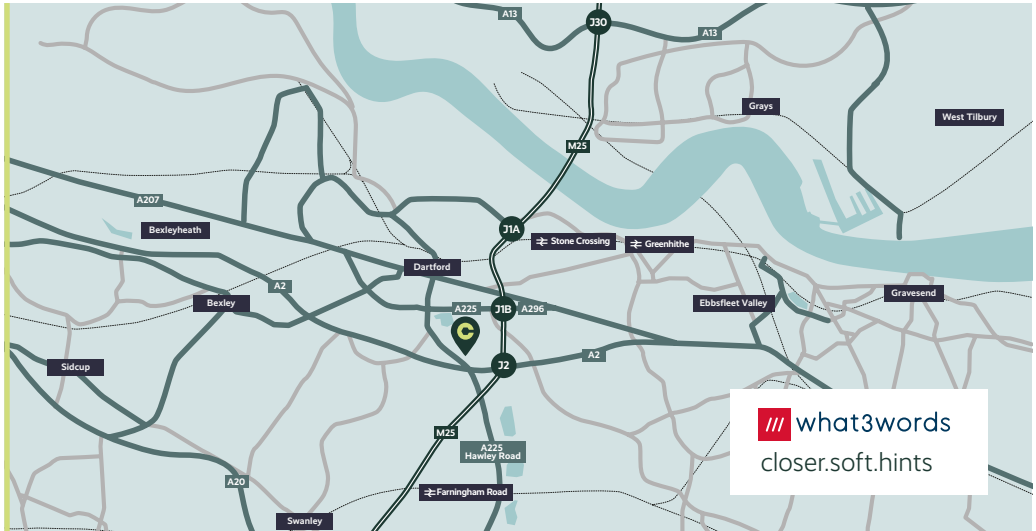 A13
J30
A13
Grays
West Tilbury
M25
A207
Bexleyheath
J1A
Stone Crossing
Greenhithe
Dartford
A2
Bexley
A225
J1B
A296
Ebbsfleet Valley
Gravesend
C
A2
J2
Sidcup
what3words
closer.soft.hints
M25
A225
Hawley Road
A20
Farningham Road
Swanley